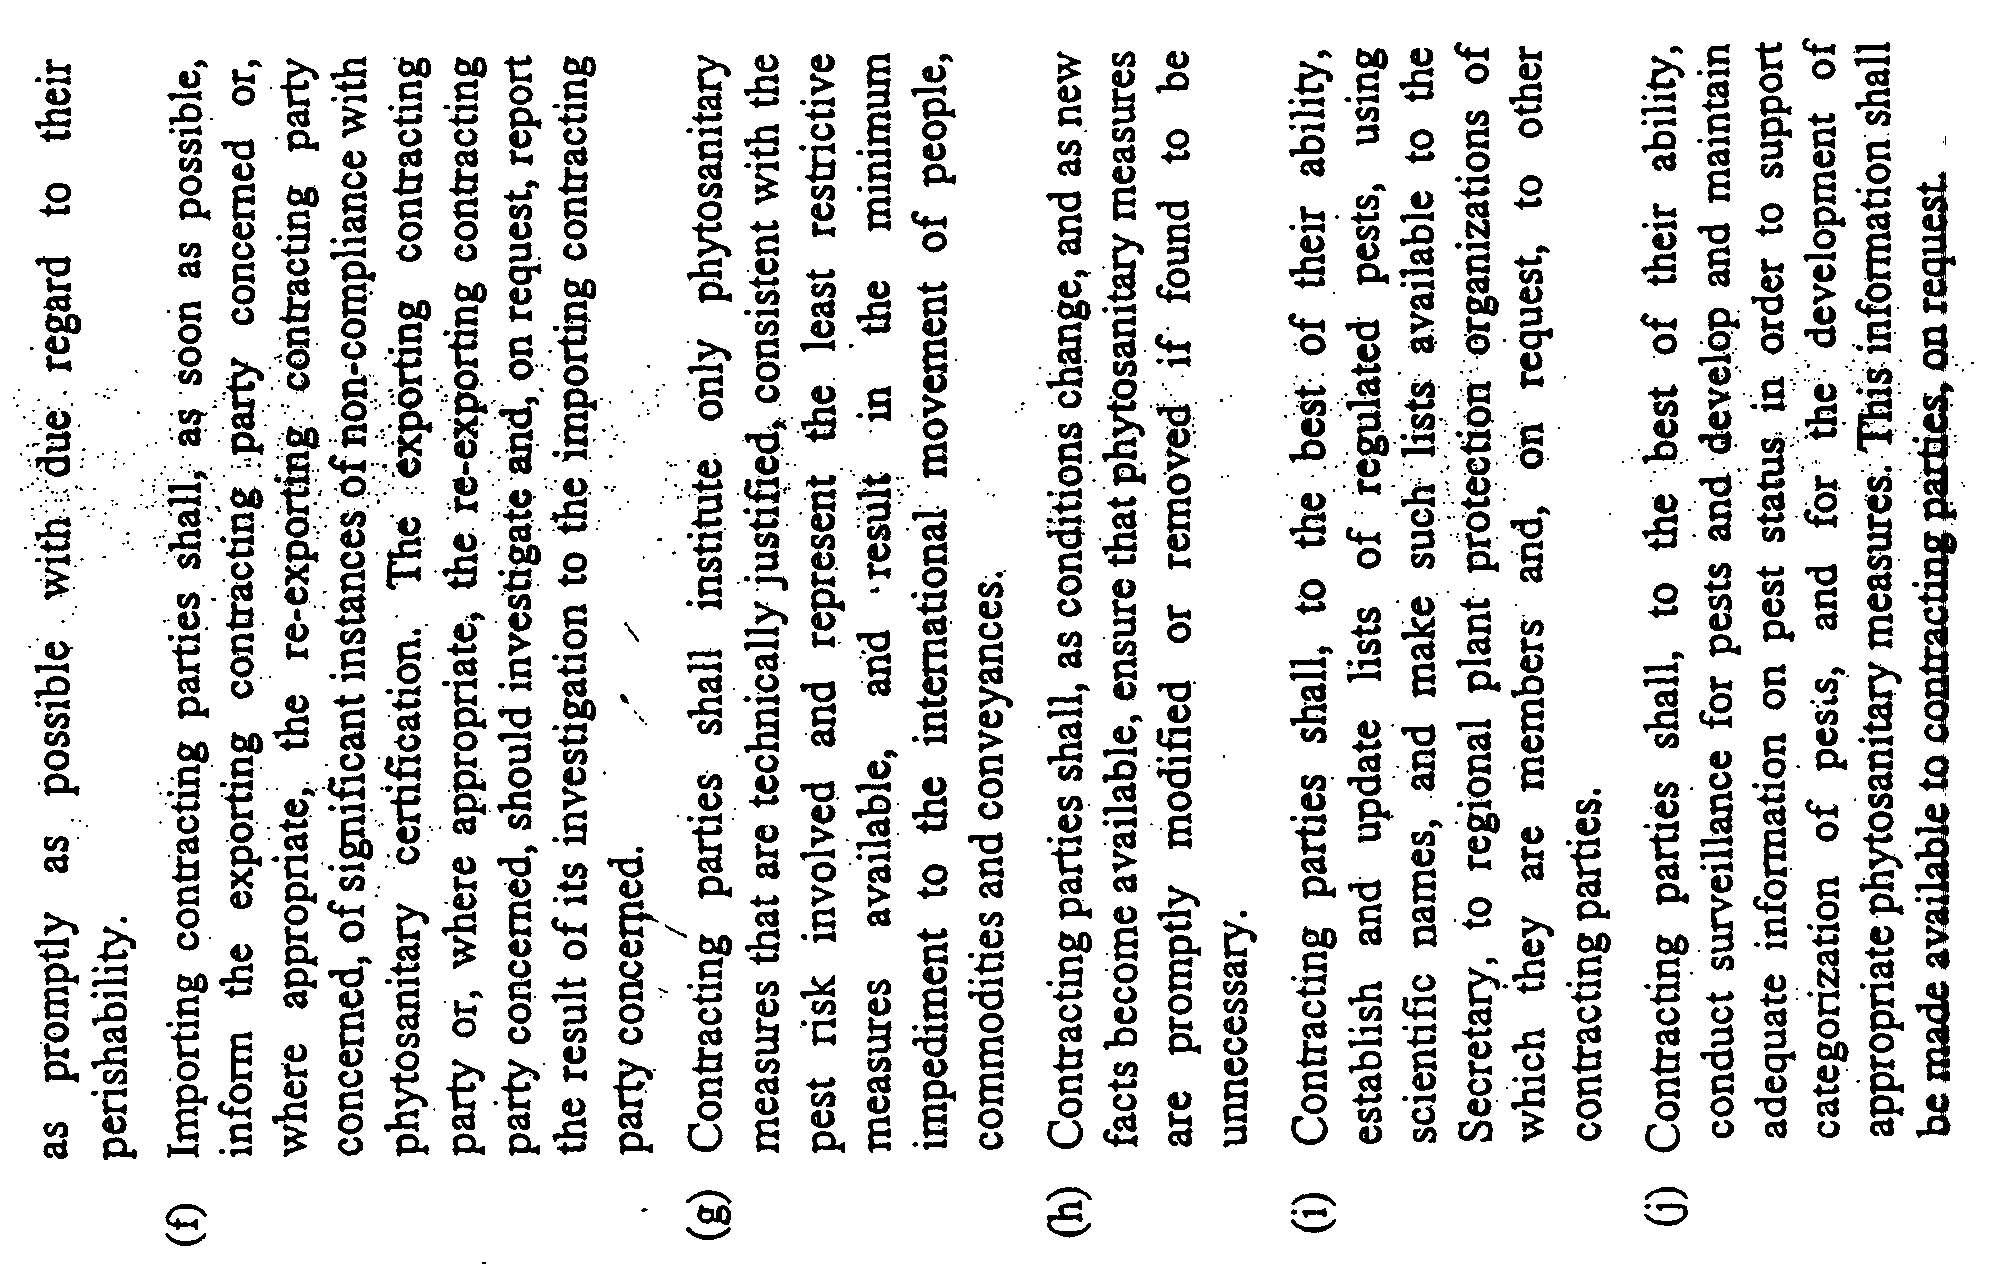 as promptly as possible with due regard to their
perishability.
(f) Importing contracting parties shall, as soon as possible,
inform the exporting contracting party concerned or,
where appropriate, the re-exporting contracting party
concerned, of significant instances of non-compliance with
phytosanitary certification. The exporting contracting
party or, where appropriate, the re-exporting contracting
party concerned, should investigate and, on request, report
the result of its investigation to the importing contracting
party concerned.
(g) Contracting parties shall institute only phytosanitary
measures that are technically justified, consistent with the
pest risk involved and represent the least restrictive
measures available, and result in the minimum
impediment to the international movement of people,
commodities and conveyances.
(h) Contracting parties shall, as conditions change, and as new
facts become available, ensure that phytosanitary measures
are promptly modified or removed if found to be
unnecessary.
(i) Contracting parties shall, to the best of their ability,
establish and update lists of regulated pests, using
scientific names, and make such lists available to the
Secretary, to regional plant protection organizations of
which they are members and, on request, to other
contracting parties.
(j) Contracting parties shall, to the best of their ability,
conduct surveillance for pests and develop and maintain
adequate information on pest status in order to support
categorization of pests, and for the development of
appropriate phytosanitary measures. This information shall
be made available to contracting parties, on request.